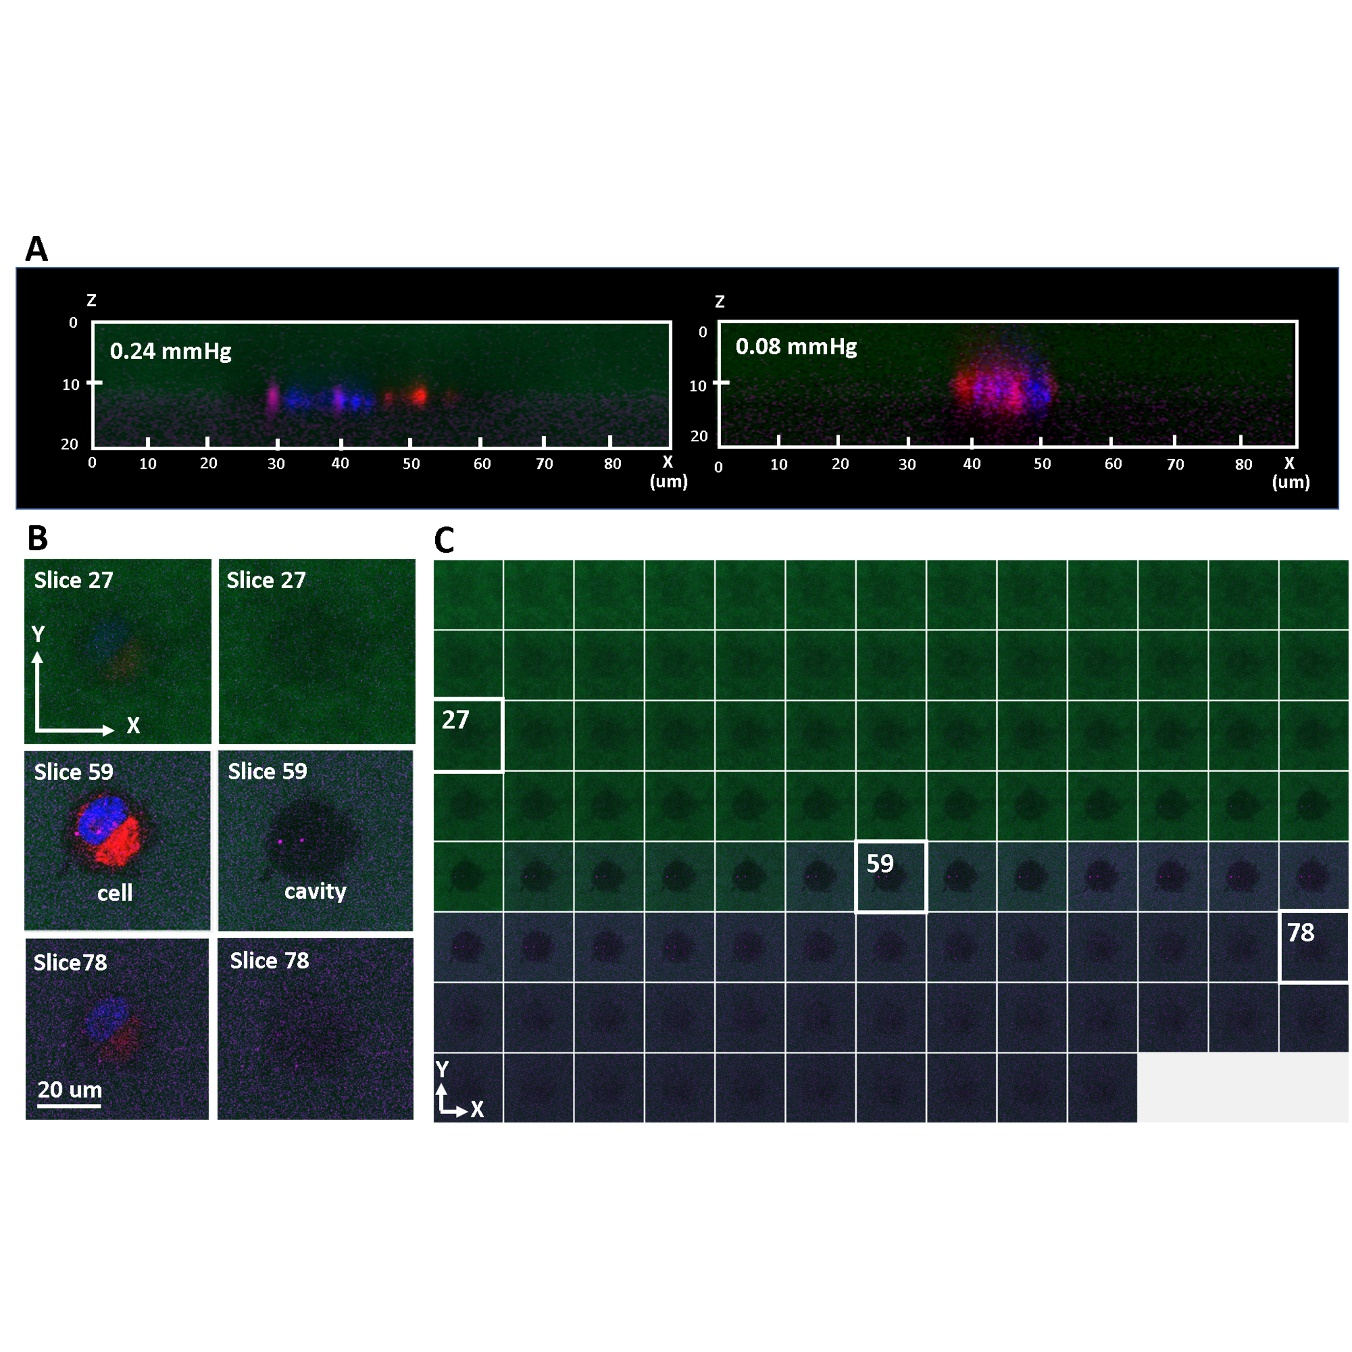 A
Z
0
0.24 mmHg
10
20
0 10 20 30 40 50 60 70 80 X
(um)
Z
0
0.08 mmHg
10
20
0 10 20 30 40 50 60 70 80 X
(um)
B
Slice 27
Y
X
Slice 27
Slice 59
cell
Slice 59
cavity
Slice78
20 um
Slice 78
C
27
59
78
Y
X